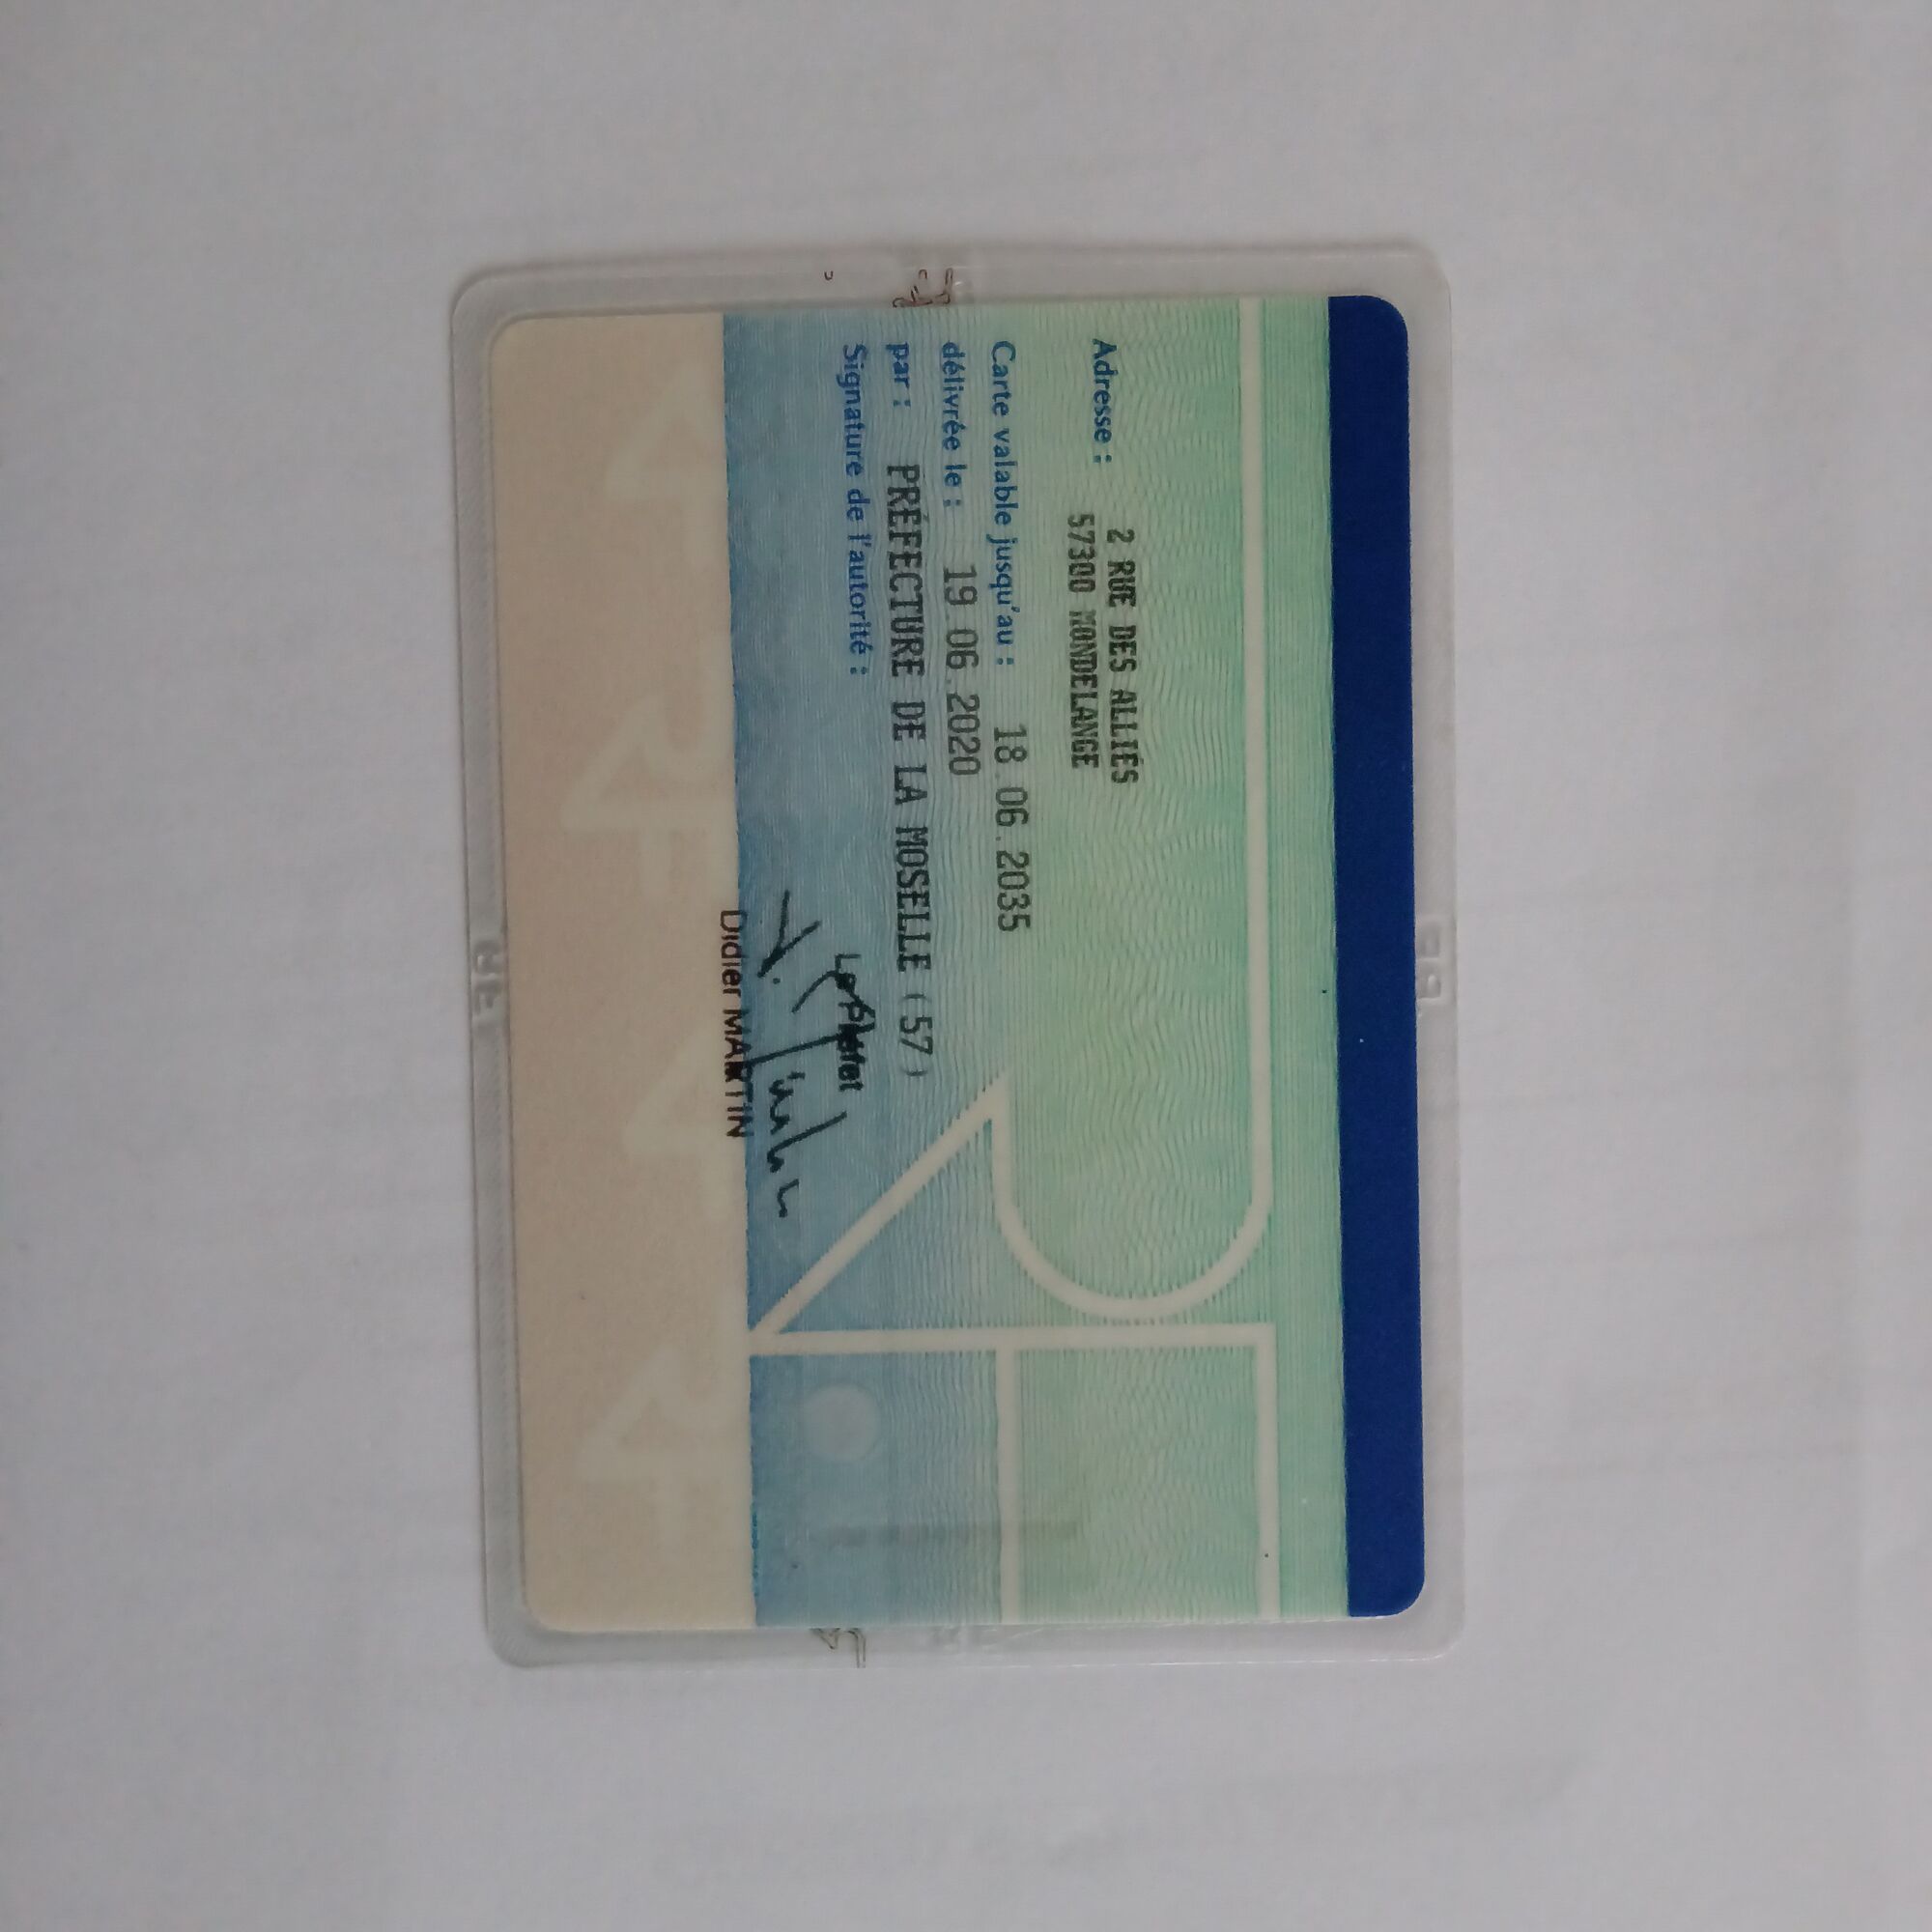 Adresse : 2 RUE DES ALLIÉS
57300 MONDELANGE
Carte valable jusqu'au : 18.06.2035
délivrée le : 19.06.2020
par : PRÉFECTURE DE LA MOSELLE (57)
Signature de l'autorité :
Le Préfet
Didier MARTIN